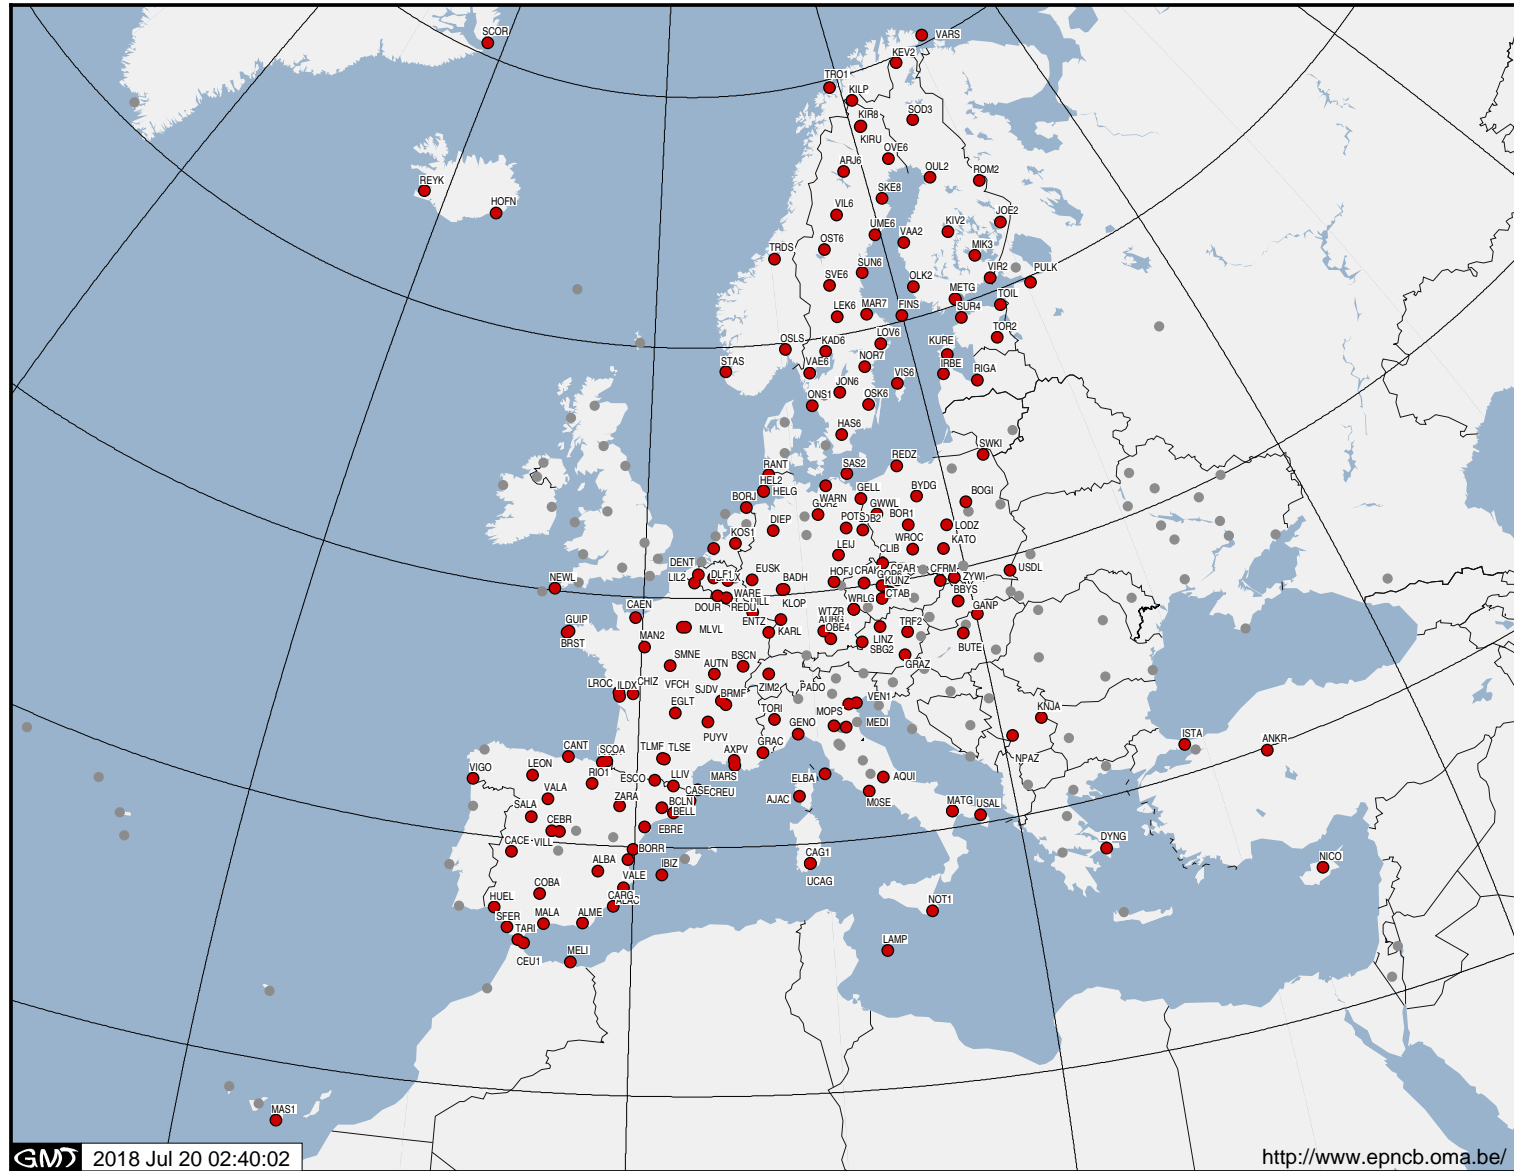 SCOR
VARS
KEV2
TRO1
KILP
SOD3
KIR8
KIRU
OVE6
ARJ6
OUL2
ROM2
REYK
SKE8
HOFN
VIL6
JOE2
UME6
VAA2
KIV2
OST6
TRDS
MIK3
SUN6
VIR2
PULK
SVE6
OLK2
METG
TOIL
LEK6
MAR7
FINS
SUR4
TOR2
LOV6
KURE
OSLS
KAD6
STAS
VAE6
NOR7
IRBE
RIGA
VIS6
JON6
ONS1
OSK6
HAS6
SWKI
RANT
SAS2
REDZ
HEL2
HELG
WARN
GELL
BYDG
BOGI
BORJ
GOR2
GWWL
DIEP
POTS
BOR1
LODZ
KOS1
LEIJ
WROC
KATO
CLIB
DENT
LIL2
DLF1
EUSK
BADH
HOFJ
CFRM
ZYWI
USDL
NEWL
KUNZ
CTAB
BBYS
WARE
DOUR
REDU
KLOP
WTZR
WRLG
GANP
CAEN
GUIP
BRST
MLVL
ENTZ
KARL
OBE4
LINZ
TRF2
BUTE
MAN2
SBG2
GRAZ
SMNE
AUTN
BSCN
LROC
ILDX
CHIZ
VFCH
SJDV
BRMF
ZIM2
PADO
VEN1
EGLT
TORI
MOPS
MEDI
KNJA
PUYV
GENO
NPAZ
ISTA
ANKR
CANT
SCOA
TLMF
TLSE
AXPV
GRAC
VIGO
LEON
RIO1
ESCO
LLIV
MARS
ELBA
AQUI
VALA
ZARA
CASE
CREU
BCLN
BELL
AJAC
M0SE
MATG
USAL
SALA
CEBR
VILL
EBRE
CACE
BORR
DYNG
ALBA
IBIZ
CAG1
UCAG
NICO
VALE
COBA
CARG
HUEL
SFER
MALA
ALME
NOT1
TARI
CEU1
MELI
LAMP
MAS1
GMT
2018 Jul 20 02:40:02
http://www.epncb.oma.be/